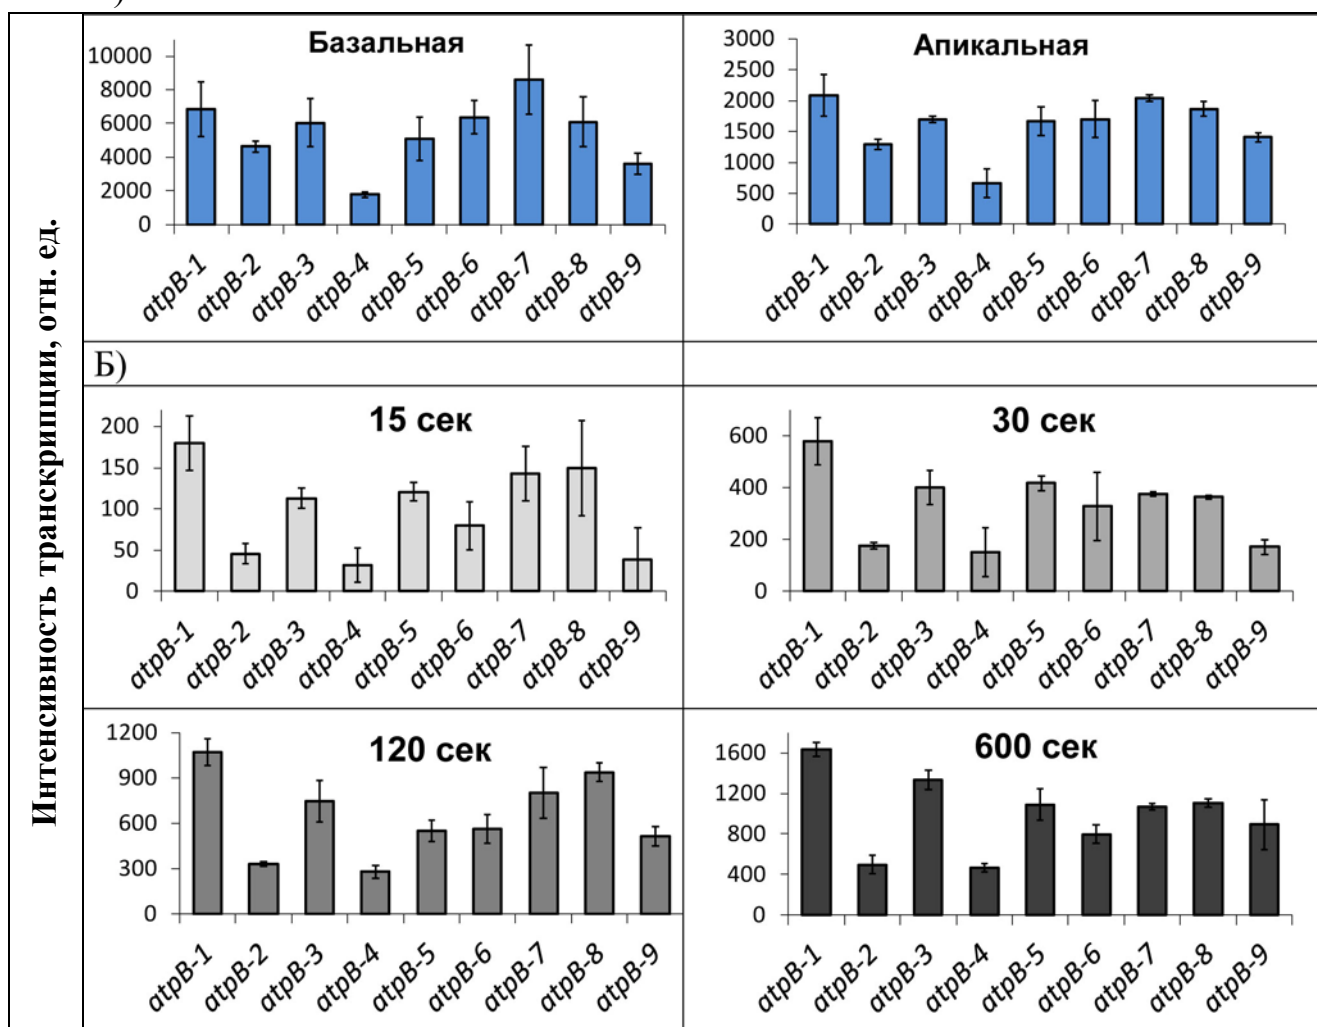 )
Интенсивность транскрипции, отн. ед.
Базальная
10000
8000
6000
4000
2000
0
atpB-1 atpB-2 atpB-3 atpB-4 atpB-5 atpB-6 atpB-7 atpB-8 atpB-9
Апикальная
3000
2500
2000
1500
1000
500
0
atpB-1 atpB-2 atpB-3 atpB-4 atpB-5 atpB-6 atpB-7 atpB-8 atpB-9
Б)
15 сек
200
150
100
50
0
atpB-1 atpB-2 atpB-3 atpB-4 atpB-5 atpB-6 atpB-7 atpB-8 atpB-9
30 сек
600
400
200
0
atpB-1 atpB-2 atpB-3 atpB-4 atpB-5 atpB-6 atpB-7 atpB-8 atpB-9
120 сек
1200
900
600
300
0
atpB-1 atpB-2 atpB-3 atpB-4 atpB-5 atpB-6 atpB-7 atpB-8 atpB-9
600 сек
1600
1200
800
400
0
atpB-1 atpB-2 atpB-3 atpB-4 atpB-5 atpB-6 atpB-7 atpB-8 atpB-9